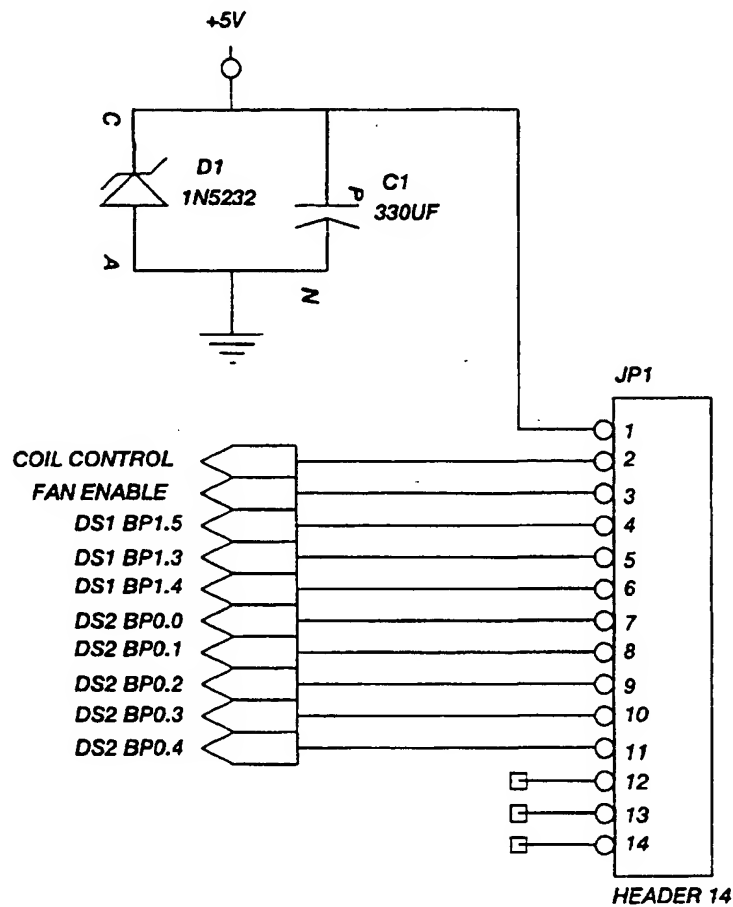 +5V
C
D1
1N5232
C1
P
330UF
A
N
JP1
1
COIL CONTROL
2
FAN ENABLE
3
DS1 BP1.5
4
DS1 BP1.3
5
DS1 BP1.4
6
DS2 BP0.0
7
DS2 BP0.1
8
DS2 BP0.2
9
DS2 BP0.3
10
DS2 BP0.4
11
12
13
14
HEADER 14